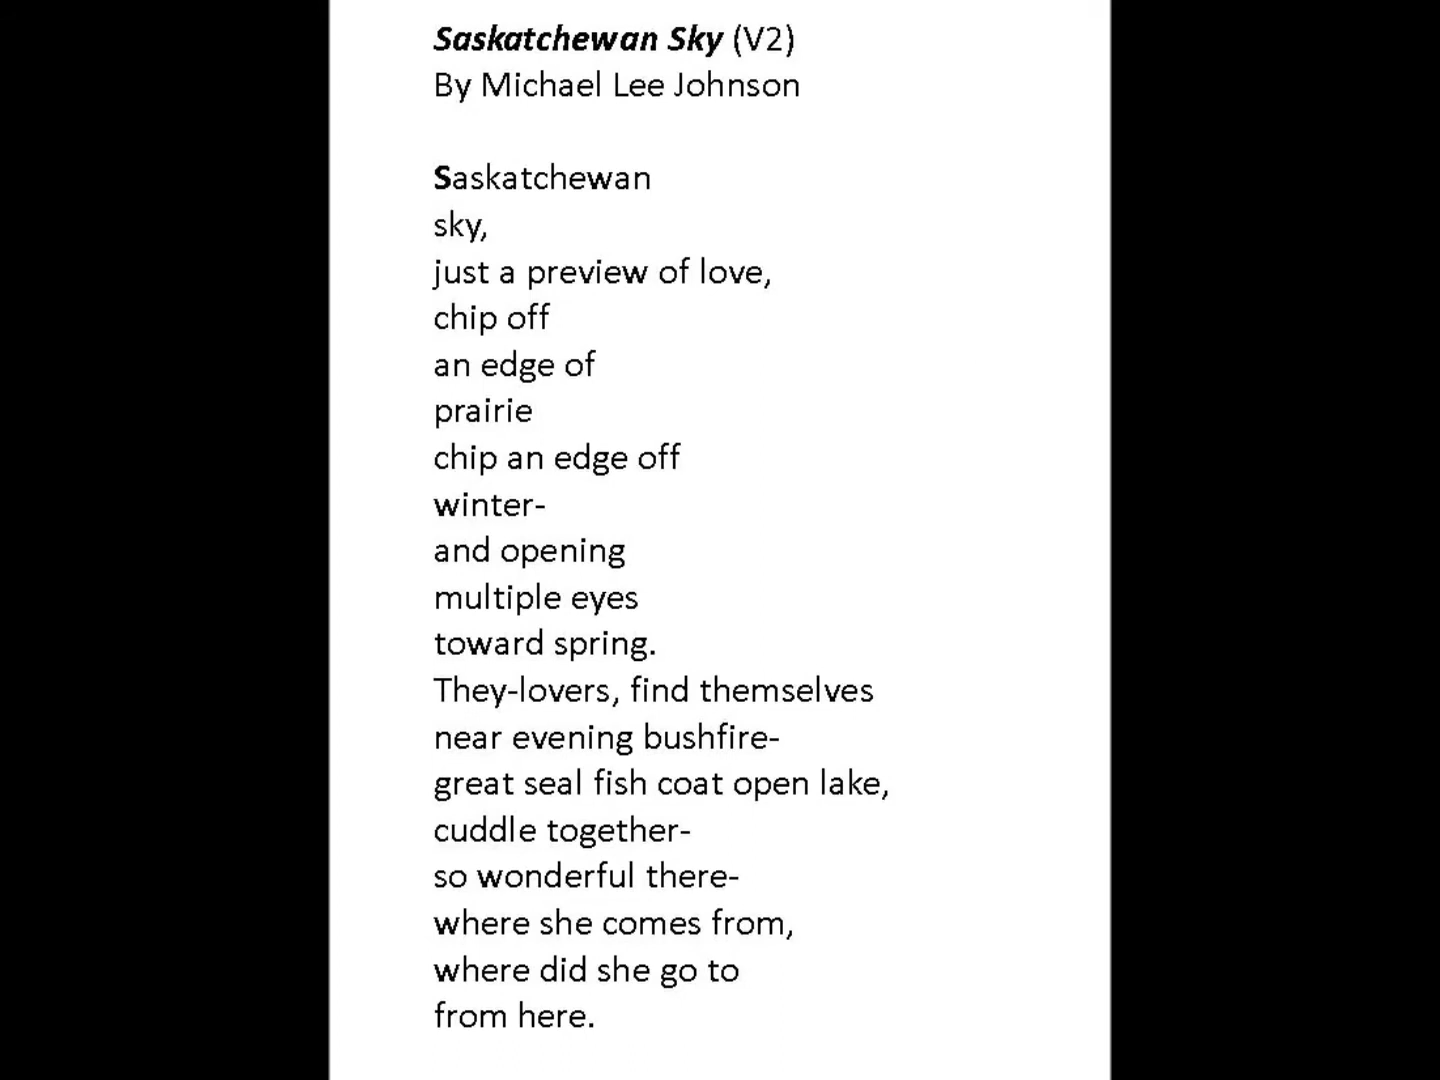 Saskatchewan Sky (V2)
By Michael Lee Johnson
Saskatchewan
sky,
just a preview of love,
chip off
an edge of
prairie
chip an edge off
winter-
and opening
multiple eyes
toward spring.
They-lovers, find themselves
near evening bushfire-
great seal fish coat open lake,
cuddle together-
so wonderful there-
where she comes from,
where did she go to
from here.